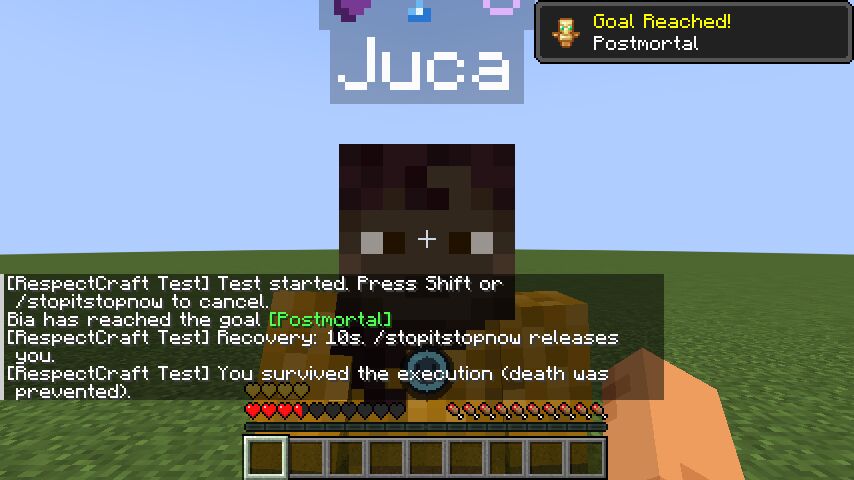 Goal Reached!
Postmortal
Juca
[RespectCraft Test] Test started. Press Shift or
/stopitstopnow to cancel.
Bia has reached the goal [Postmortal]
[RespectCraft Test] Recovery: 10s. /stopitstopnow releases
you.
[RespectCraft Test] You survived the execution (death was
prevented).